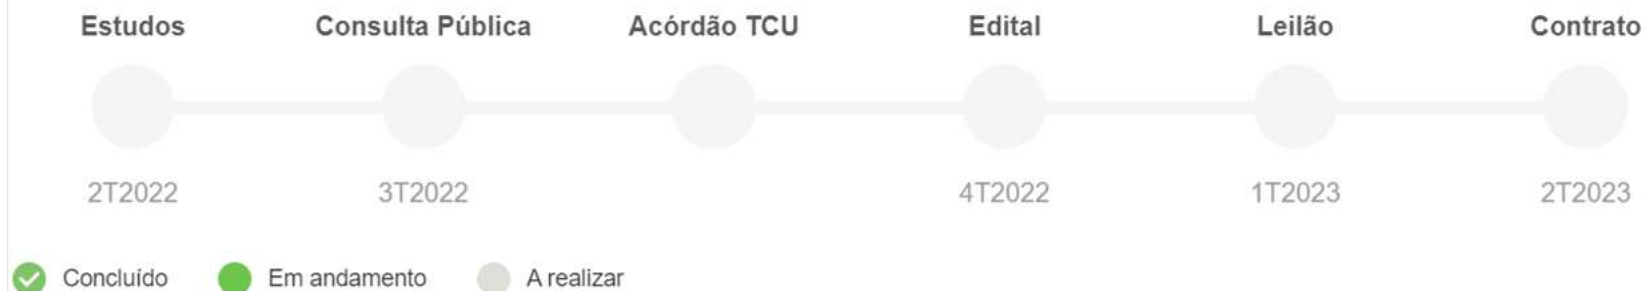 Estudos Consulta Pública Acórdão TCU Edital Leilão Contrato
2T2022 3T2022 4T2022 1T2023 2T2023
Concluído Em andamento A realizar